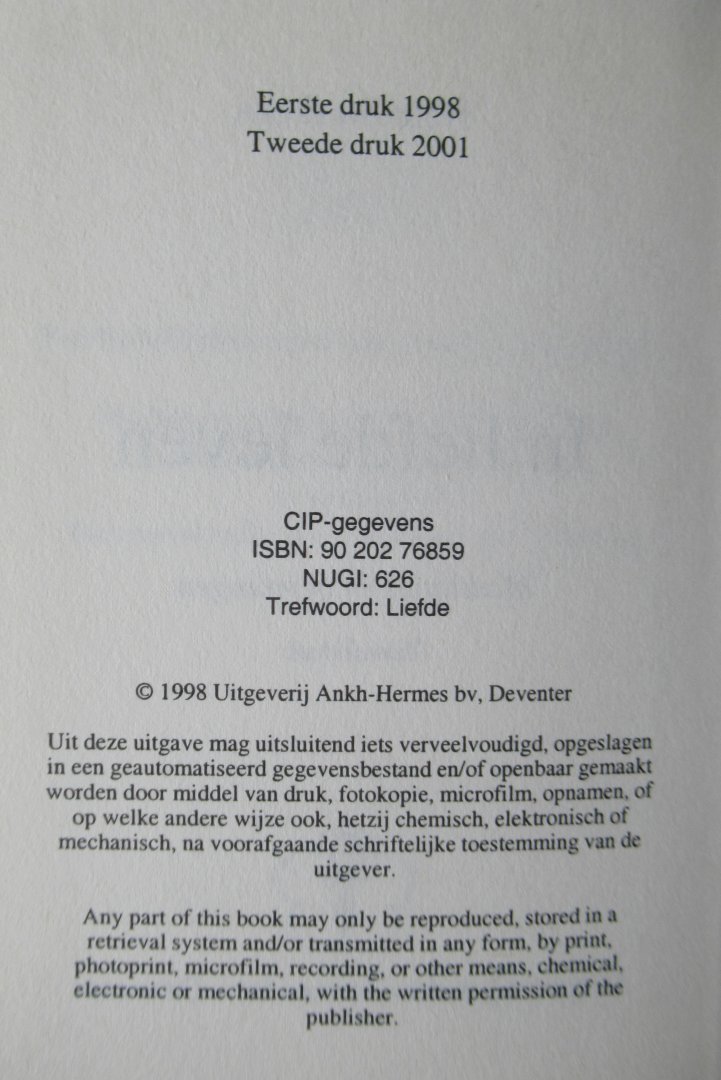 Eerste druk 1998
Tweede druk 2001
CIP-gegevens
ISBN: 90 202 76859
NUGI: 626
Trefwoord: Liefde
© 1998 Uitgeverij Ankh-Hermes bv, Deventer
Uit deze uitgave mag uitsluitend iets verveelvoudigd, opgeslagen
in een geautomatiseerd gegevensbestand en/of openbaar gemaakt
worden door middel van druk, fotokopie, microfilm, opnamen, of
op welke andere wijze ook, hetzij chemisch, elektronisch of
mechanisch, na voorafgaande schriftelijke toestemming van de
uitgever.
Any part of this book may only be reproduced, stored in a
retrieval system and/or transmitted in any form, by print,
photoprint, microfilm, recording, or other means, chemical,
electronic or mechanical, with the written permission of the
publisher.